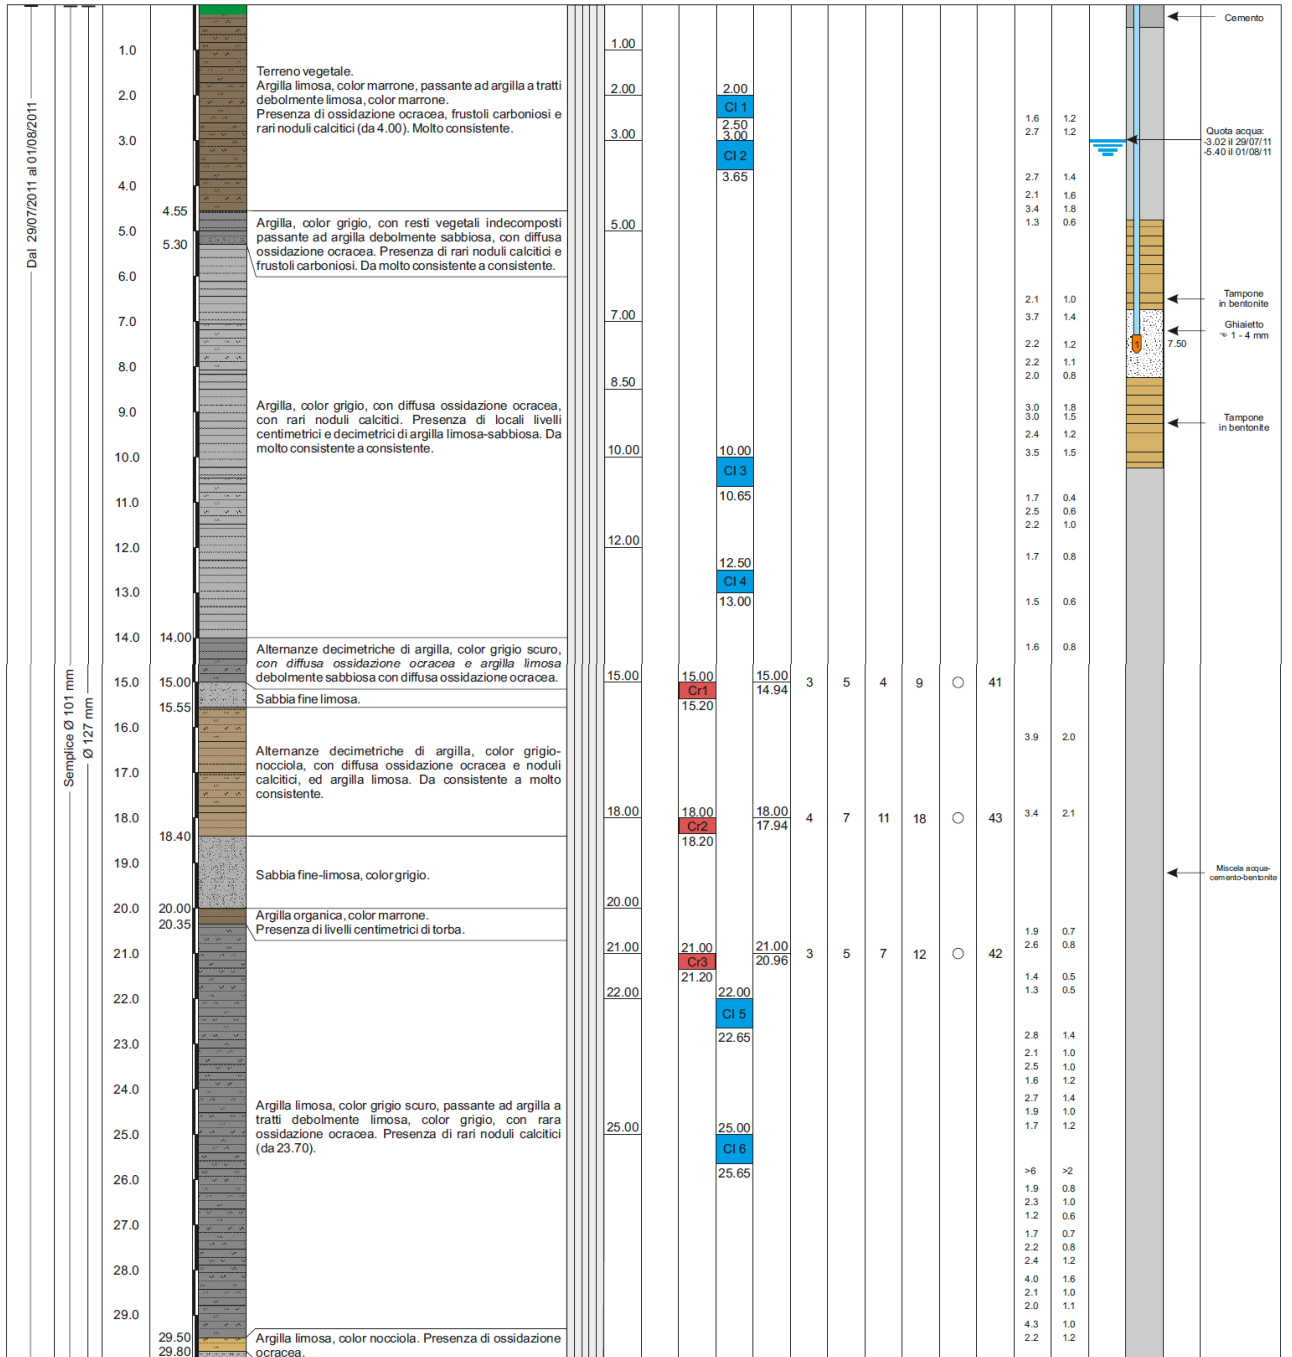 Dal 29/07/2011 al 01/08/2011
Semplice Ø 101 mm
Ø 127 mm
1.0
2.0
3.0
4.0
5.0
6.0
7.0
8.0
9.0
10.0
11.0
12.0
13.0
14.0
15.0
16.0
17.0
18.0
19.0
20.0
21.0
22.0
23.0
24.0
25.0
26.0
27.0
28.0
29.0
4.55
5.30
14.00
15.00
15.55
18.40
20.00
20.35
29.50
29.80
Terreno vegetale.
Argilla limosa, color marrone, passante ad argilla a tratti
debolmente limosa, color marrone.
Presenza di ossidazione ocracea, frustoli carboniosi e
rari noduli calcitici (da 4.00). Molto consistente.
Argilla, color grigio, con resti vegetali indecomposti
passante ad argilla debolmente sabbiosa, con diffusa
ossidazione ocracea. Presenza di rari noduli calcitici e
frustoli carboniosi. Da molto consistente a consistente.
Argilla, color grigio, con diffusa ossidazione ocracea,
con rari noduli calcitici. Presenza di locali livelli
centimetrici e decimetrici di argilla limosa-sabbiosa. Da
molto consistente a consistente.
Alternanze decimetriche di argilla, color grigio scuro,
con diffusa ossidazione ocracea e argilla limosa
debolmente sabbiosa con diffusa ossidazione ocracea.
Sabbia fine limosa.
Alternanze decimetriche di argilla, color grigio-
nocciola, con diffusa ossidazione ocracea e noduli
calcitici, ed argilla limosa. Da consistente a molto
consistente.
Sabbia fine-limosa, color grigio.
Argilla organica, color marrone.
Presenza di livelli centimetrici di torba.
Argilla limosa, color grigio scuro, passante ad argilla a
tratti debolmente limosa, color grigio, con rara
ossidazione ocracea. Presenza di rari noduli calcitici
(da 23.70).
Argilla limosa, color nocciola. Presenza di ossidazione
ocracea.
1.00
2.00
3.00
5.00
7.00
8.50
10.00
12.00
15.00
18.00
20.00
21.00
22.00
25.00
15.00
Cr1
15.20
18.00
Cr2
18.20
21.00
Cr3
21.20
2.00
CI 1
2.50
3.00
CI 2
3.65
10.00
CI 3
10.65
12.50
CI 4
13.00
22.00
CI 5
22.65
25.00
CI 6
25.65
15.00
14.94 3 5 4 9 41
18.00
17.94 4 7 11 18 43
21.00
20.96 3 5 7 12 42
1.6 1.2
2.7 1.2
2.7 1.4
2.1 1.6
3.4 1.8
1.3 0.6
2.1 1.0
3.7 1.4
2.2 1.2
2.2 1.1
2.0 0.8
3.0 1.8
3.0 1.5
2.4 1.2
3.5 1.5
1.7 0.4
2.5 0.6
2.2 1.0
1.7 0.8
1.5 0.6
1.6 0.8
3.9 2.0
3.4 2.1
1.9 0.7
2.6 0.8
1.4 0.5
1.3 0.5
2.8 1.4
2.1 1.0
2.5 1.0
1.6 1.2
2.7 1.4
1.9 1.0
1.7 1.2
>6 >2
1.9 0.8
2.3 1.0
1.2 0.6
1.7 0.7
2.2 0.8
2.4 1.2
4.0 1.6
2.1 1.0
2.0 1.1
4.3 1.0
2.2 1.2
Cemento
Quota acqua:
-3.02 il 29/07/11
-5.40 il 01/08/11
Tampone
in bentonite
Ghiaietto
1 - 4 mm
1
7.50
Tampone
in bentonite
Miscela acqua-
cemento-bentonite